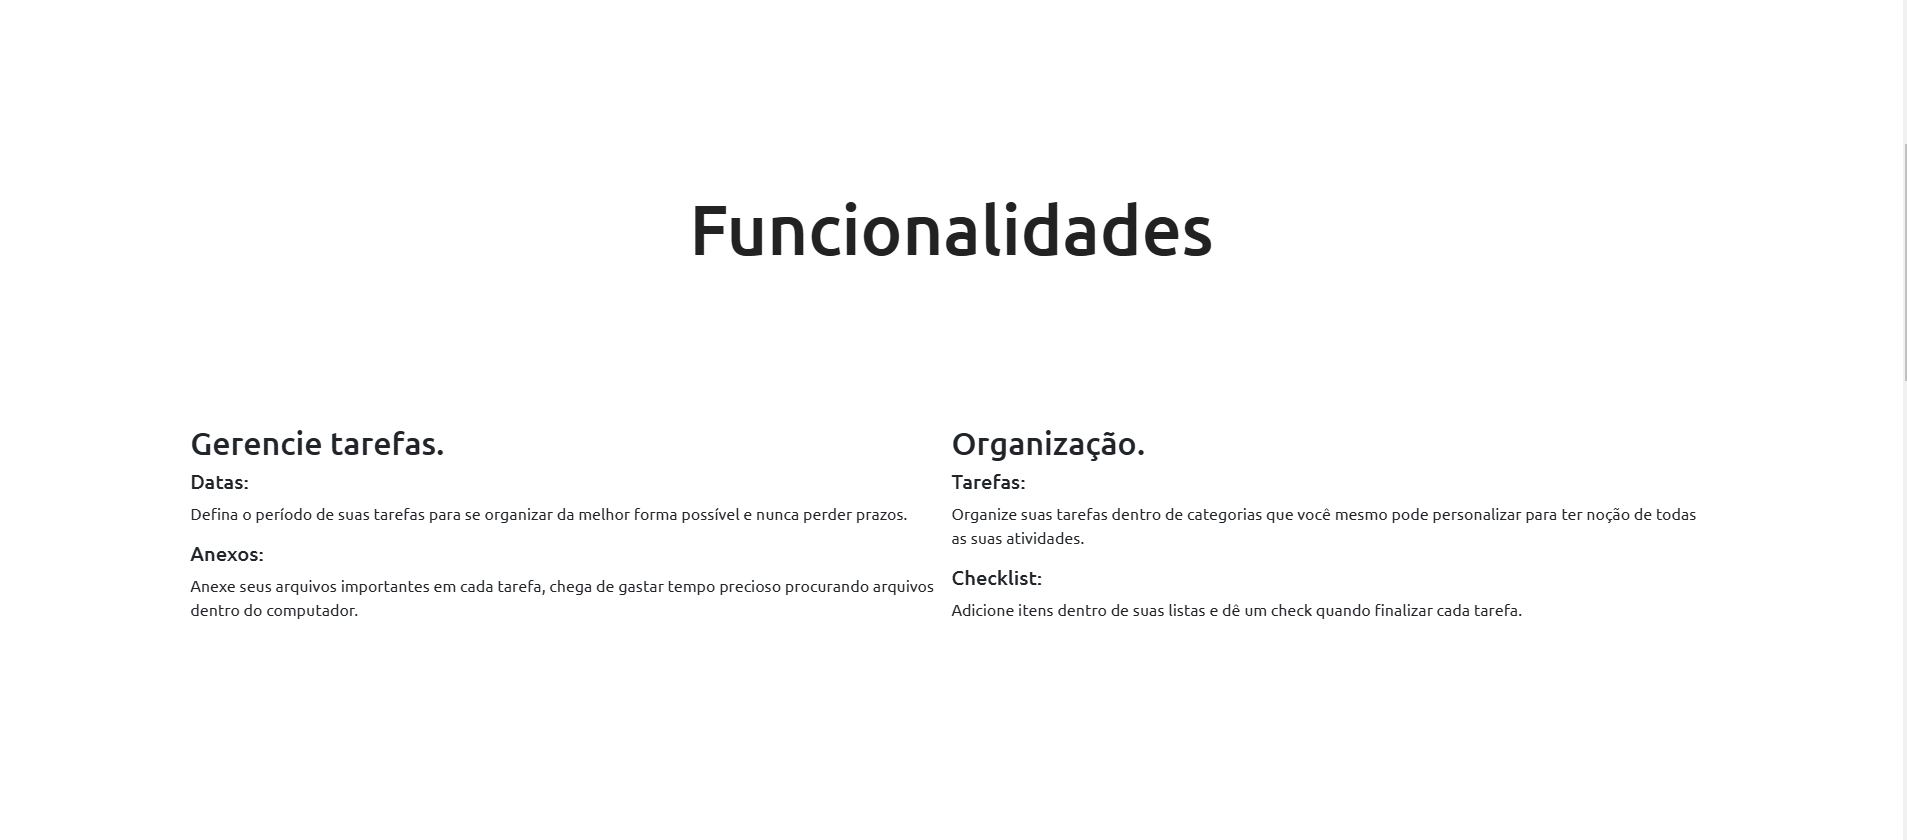 Funcionalidades
Gerencie tarefas.
Datas:
Defina o período de suas tarefas para se organizar da melhor forma possível e nunca perder prazos.
Anexos:
Anexe seus arquivos importantes em cada tarefa, chega de gastar tempo precioso procurando arquivos
dentro do computador.
Organização.
Tarefas:
Organize suas tarefas dentro de categorias que você mesmo pode personalizar para ter noção de todas
as suas atividades.
Checklist:
Adicione itens dentro de suas listas e dê um check quando finalizar cada tarefa.